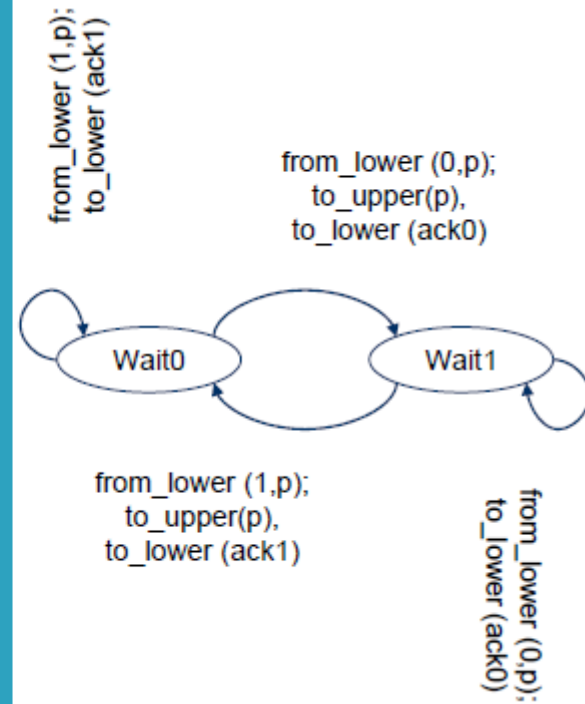 from_lower (1,p);
to_lower (ack1)
from_lower (0,p);
to_upper(p),
to_lower (ack0)
Wait0
Wait1
from_lower (1,p);
to_upper(p),
to_lower (ack1)
from_lower (0,p);
to_lower (ack0)